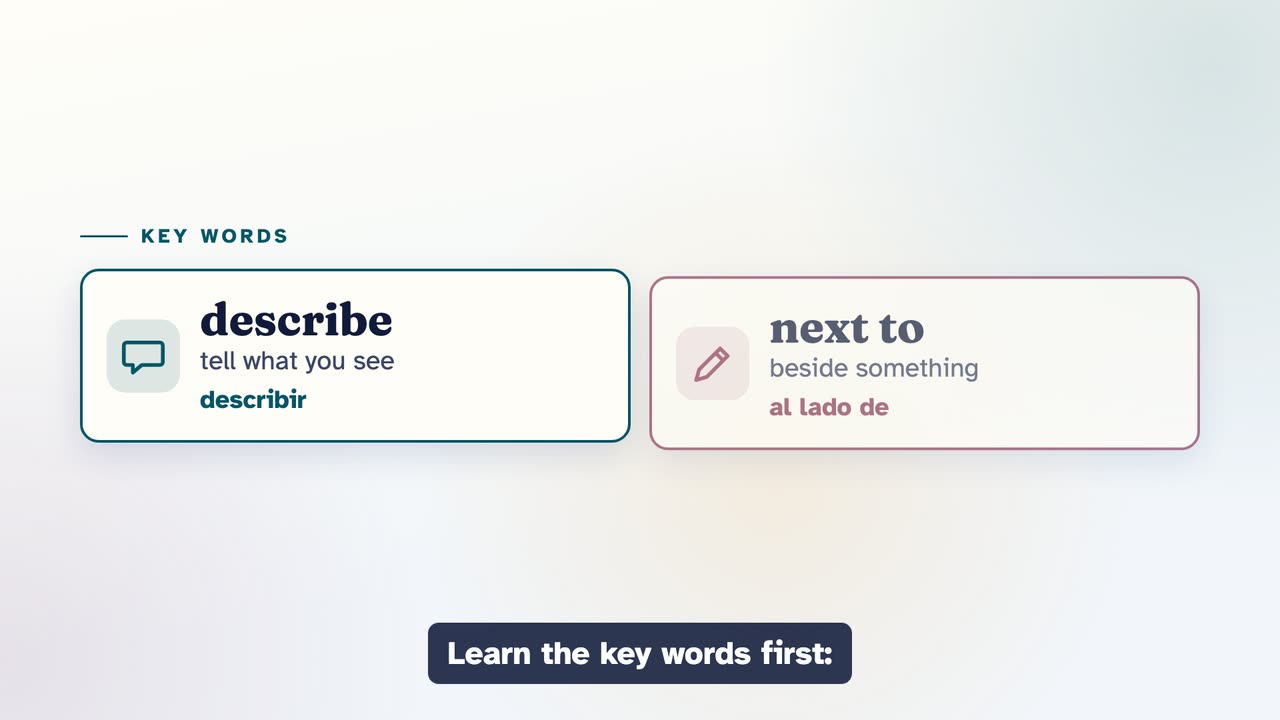 KEY WORDS
describe
tell what you see
describir
next to
beside something
al lado de
Learn the key words first: